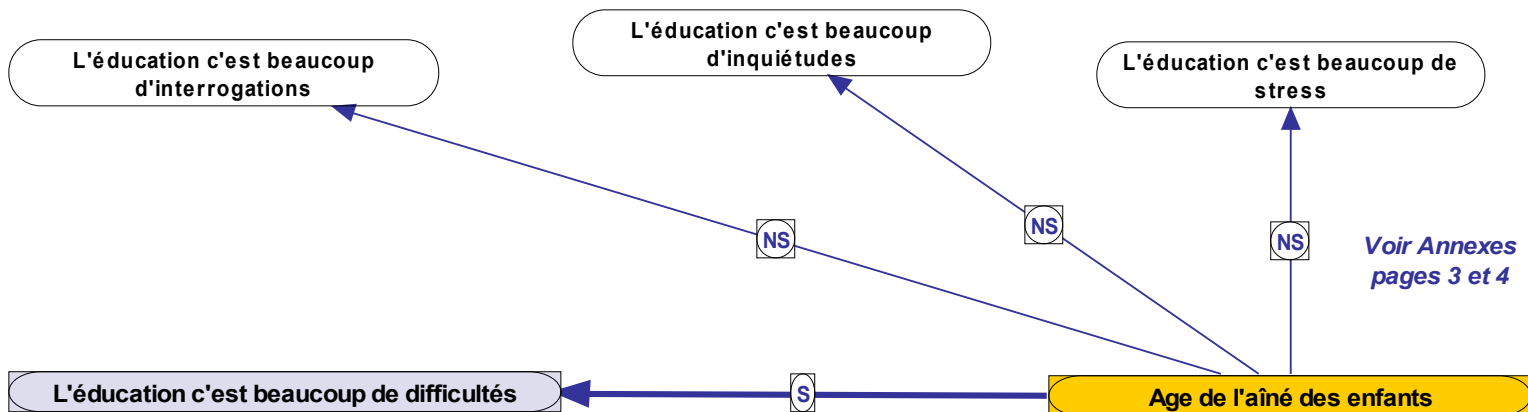 L'éducation c'est beaucoup
d'interrogations
L'éducation c'est beaucoup
d'inquiétudes
L'éducation c'est beaucoup de
stress
NS
NS
NS
Voir Annexes
pages 3 et 4
L'éducation c'est beaucoup de difficultés
S
Age de l'aîné des enfants